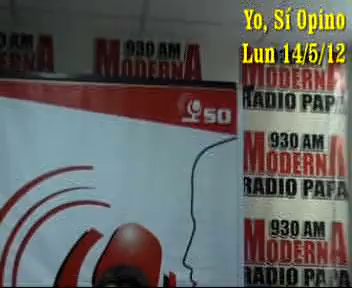 Yo, Sí Opino
Lun 14/5/12
930 AM
MODERNA
930 AM
MODERNA
50
MODERNA
RADIO PAPA
930 AM
MODERNA
RADIO PAPA
930 AM
MODERNA
RADIO PAPA